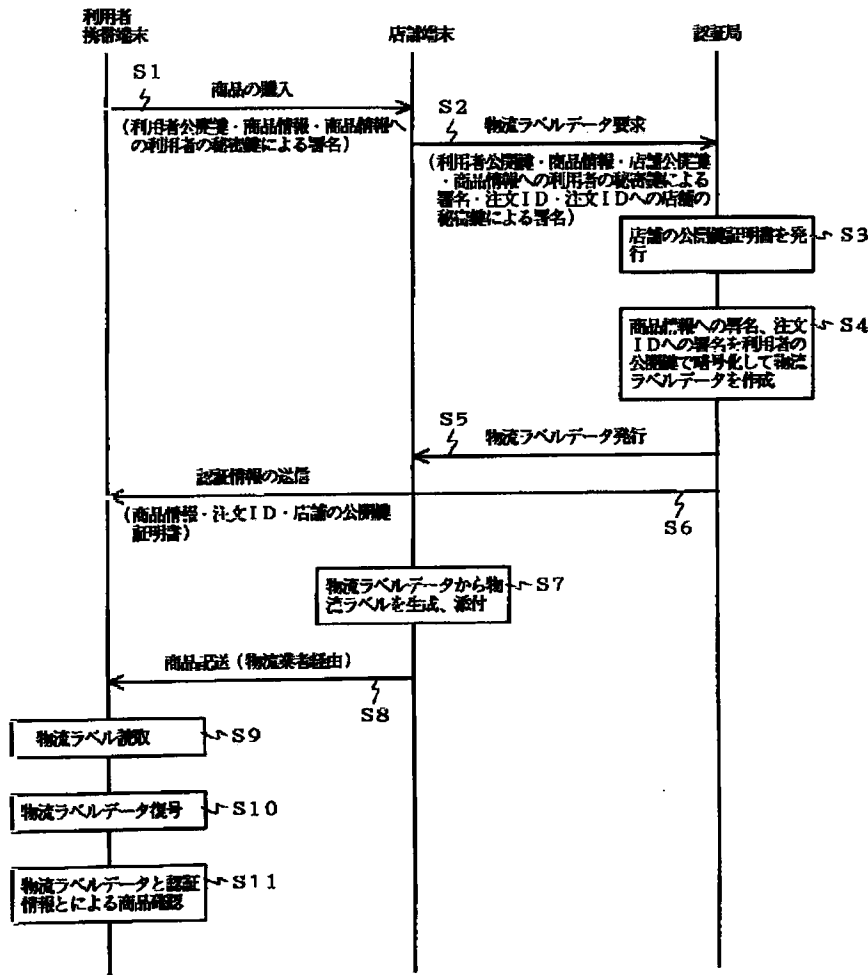 利用者
携帯端末
店舗端末
認証局
S1
商品の購入
(利用者公開鍵・商品情報・商品情報へ
の利用者の秘密鍵による署名)
S2
物流ラベルデータ要求
(利用者公開鍵・商品情報・店舗公開鍵
・商品情報への利用者の秘密鍵による
署名・注文ID・注文IDへの店舗の
秘密鍵による署名)
店舗の公開鍵証明書を発
行
S3
商品情報への署名、注文
IDへの署名を利用者の
公開鍵で暗号化して物流
ラベルデータを作成
S4
S5
物流ラベルデータ発行
認証情報の送信
(商品情報・注文ID・店舗の公開鍵
証明書)
S6
物流ラベルデータから物
流ラベルを生成、添付
S7
商品配送(物流業者経由)
S8
物流ラベル読取
S9
物流ラベルデータ復号
S10
物流ラベルデータと認証
情報とによる商品確認
S11